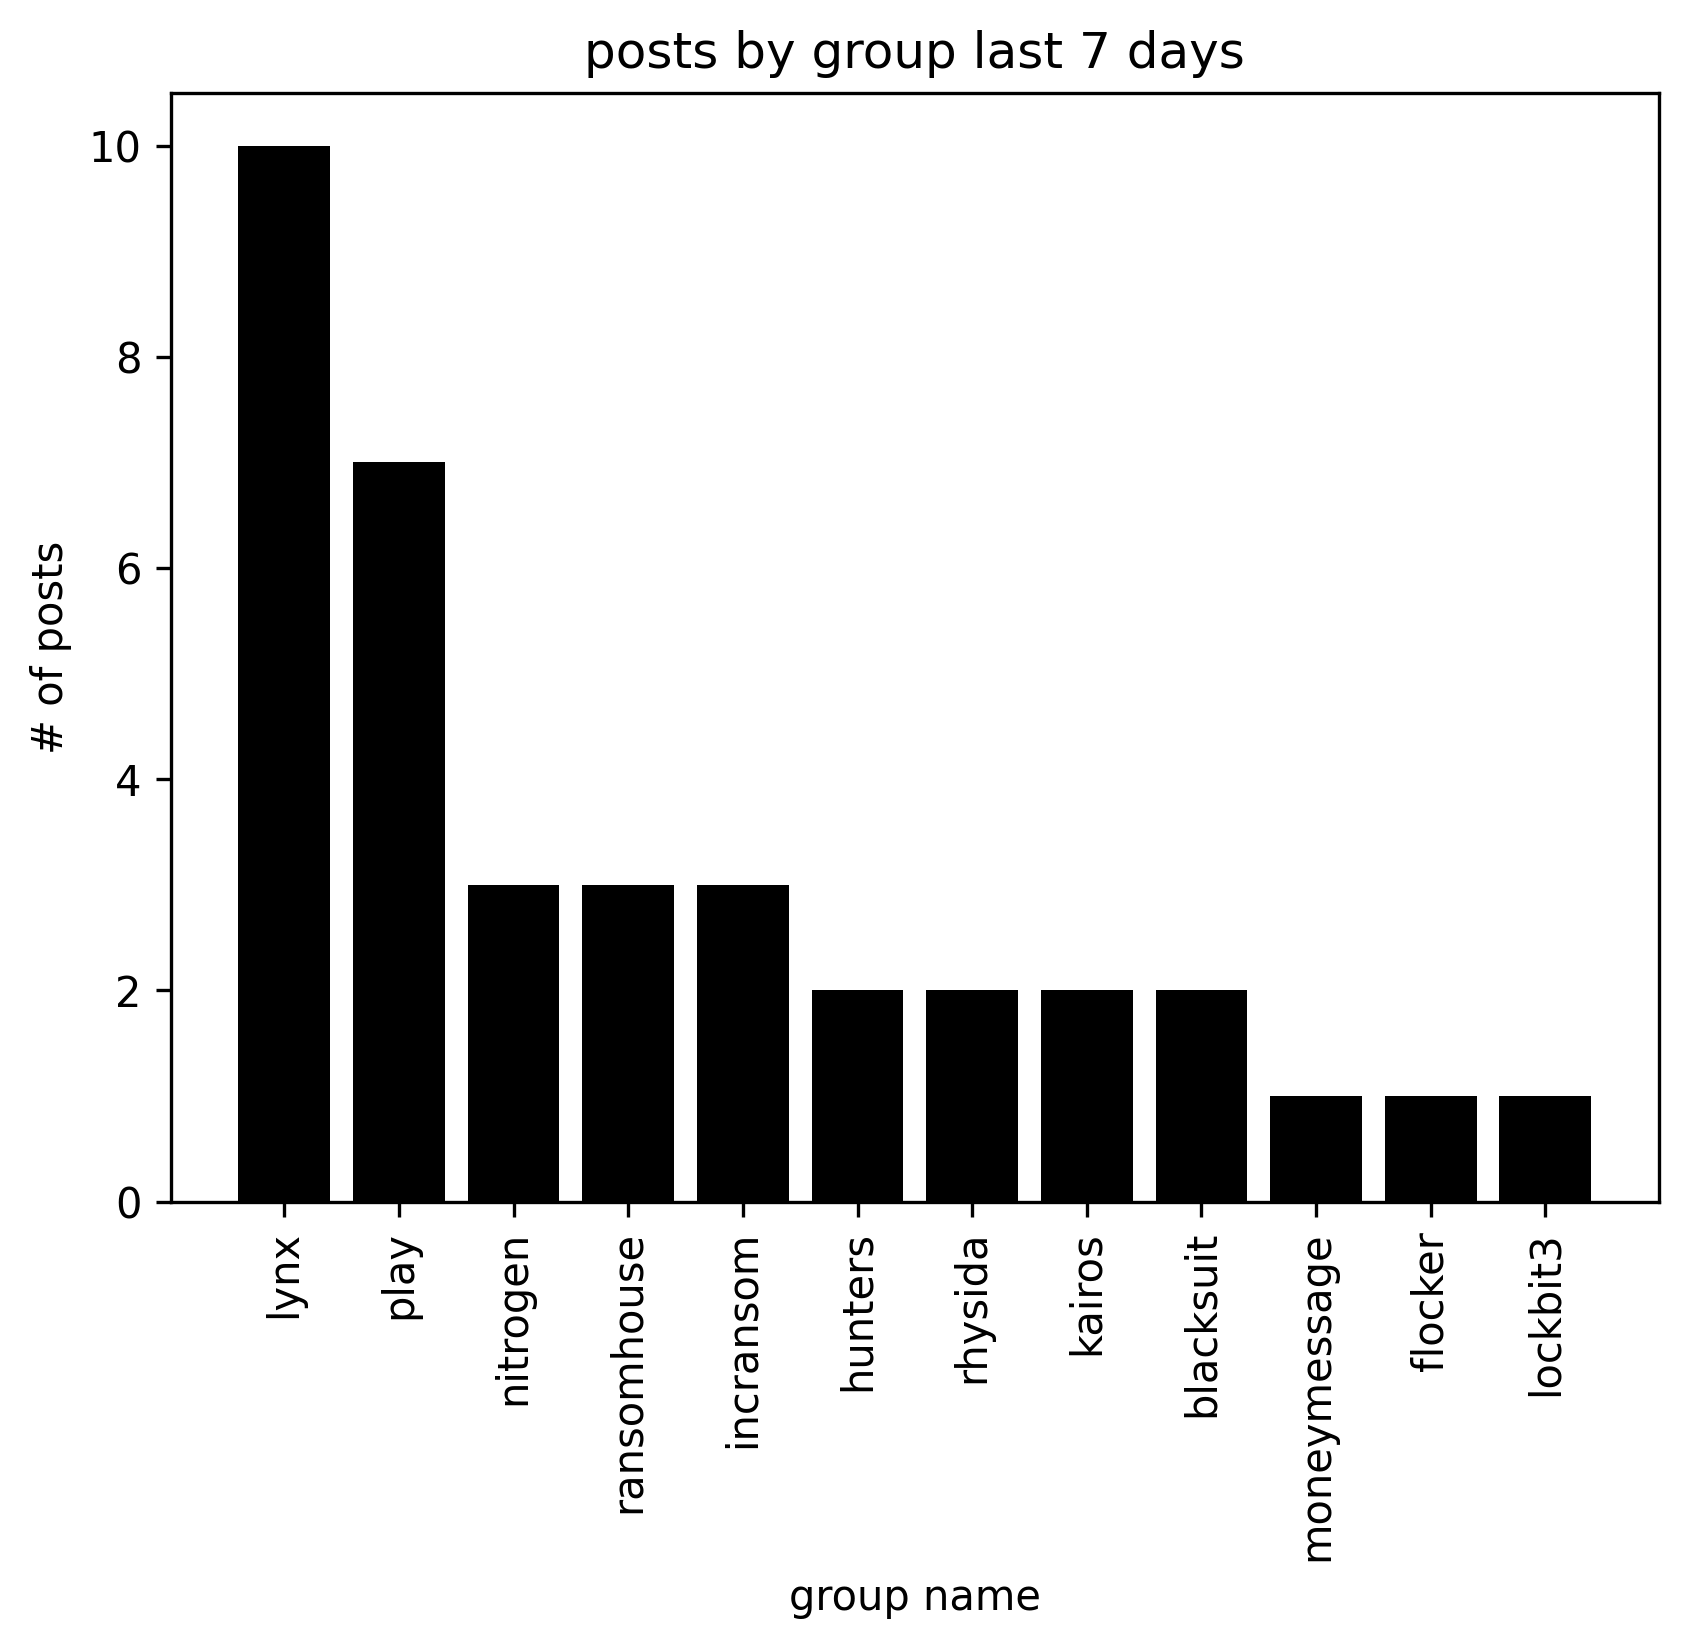 posts by group last 7 days
# of posts
10
8
6
4
2
0
lynx
play
nitrogen
ransomhouse
incransom
hunters
rhysida
kairos
blacksuit
moneymessage
flocker
lockbit3
group name